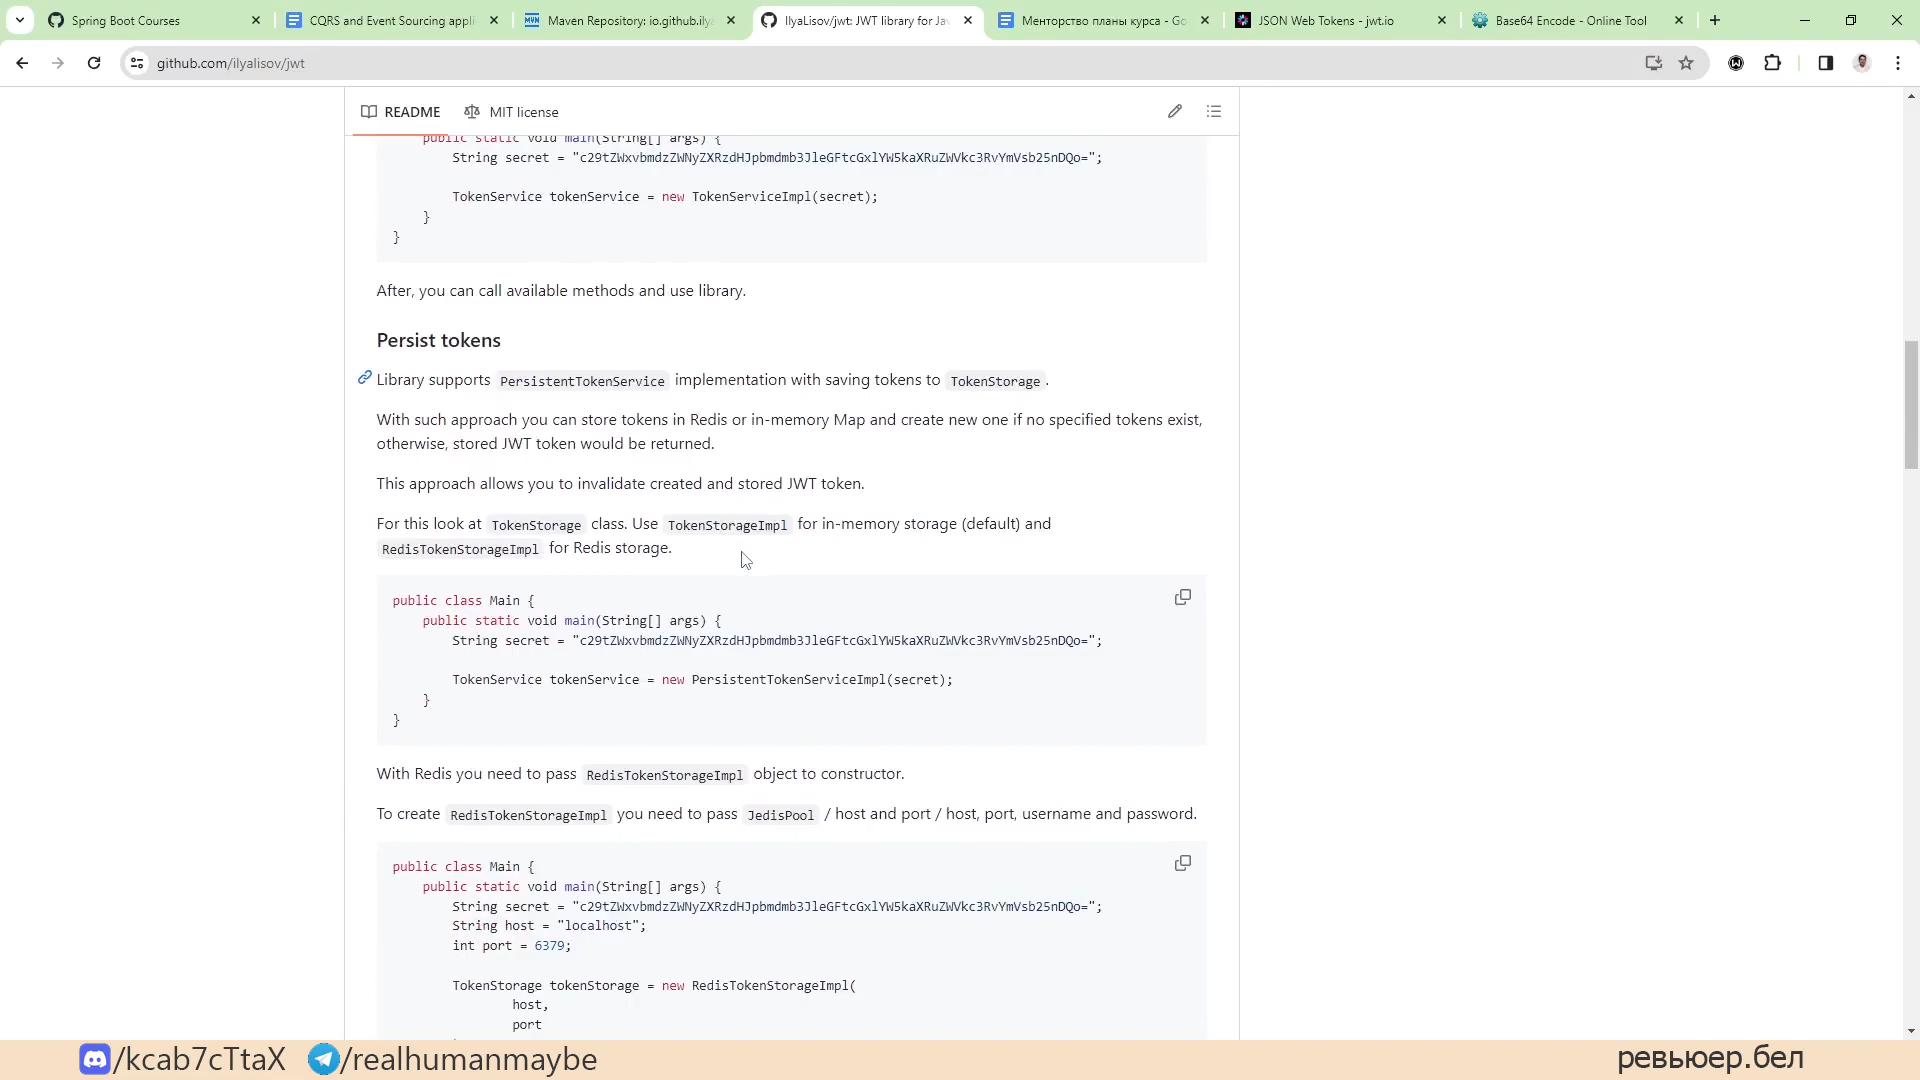 Spring Boot Courses
CQRS and Event Sourcing appli
Maven Repository: io.github.ilya
IlyaLisov/jwt: JWT library for Jav
Менторство планы курса - Go
JSON Web Tokens - jwt.io
Base64 Encode - Online Tool
github.com/ilyalisov/jwt
README
MIT license
public static void main(String[] args) {
String secret = "c29tZWxvbmdzZWNyZXRzdHJpbmdmb3JleGFtcGxlYW5kaXRuZWVkc3RvYmVsb25nDQo=";
TokenService tokenService = new TokenServiceImpl(secret);
}
}
After, you can call available methods and use library.
Persist tokens
Library supports PersistentTokenService implementation with saving tokens to TokenStorage.
With such approach you can store tokens in Redis or in-memory Map and create new one if no specified tokens exist,
otherwise, stored JWT token would be returned.
This approach allows you to invalidate created and stored JWT token.
For this look at TokenStorage class. Use TokenStorageImpl for in-memory storage (default) and
RedisTokenStorageImpl for Redis storage.
public class Main {
public static void main(String[] args) {
String secret = "c29tZWxvbmdzZWNyZXRzdHJpbmdmb3JleGFtcGxlYW5kaXRuZWVkc3RvYmVsb25nDQo=";
TokenService tokenService = new PersistentTokenServiceImpl(secret);
}
}
With Redis you need to pass RedisTokenStorageImpl object to constructor.
To create RedisTokenStorageImpl you need to pass JedisPool / host and port / host, port, username and password.
public class Main {
public static void main(String[] args) {
String secret = "c29tZWxvbmdzZWNyZXRzdHJpbmdmb3JleGFtcGxlYW5kaXRuZWVkc3RvYmVsb25nDQo=";
String host = "localhost";
int port = 6379;
TokenStorage tokenStorage = new RedisTokenStorageImpl(
host,
port
/kcab7cTtaX
/realhumanmaybe
ревьюер.бел